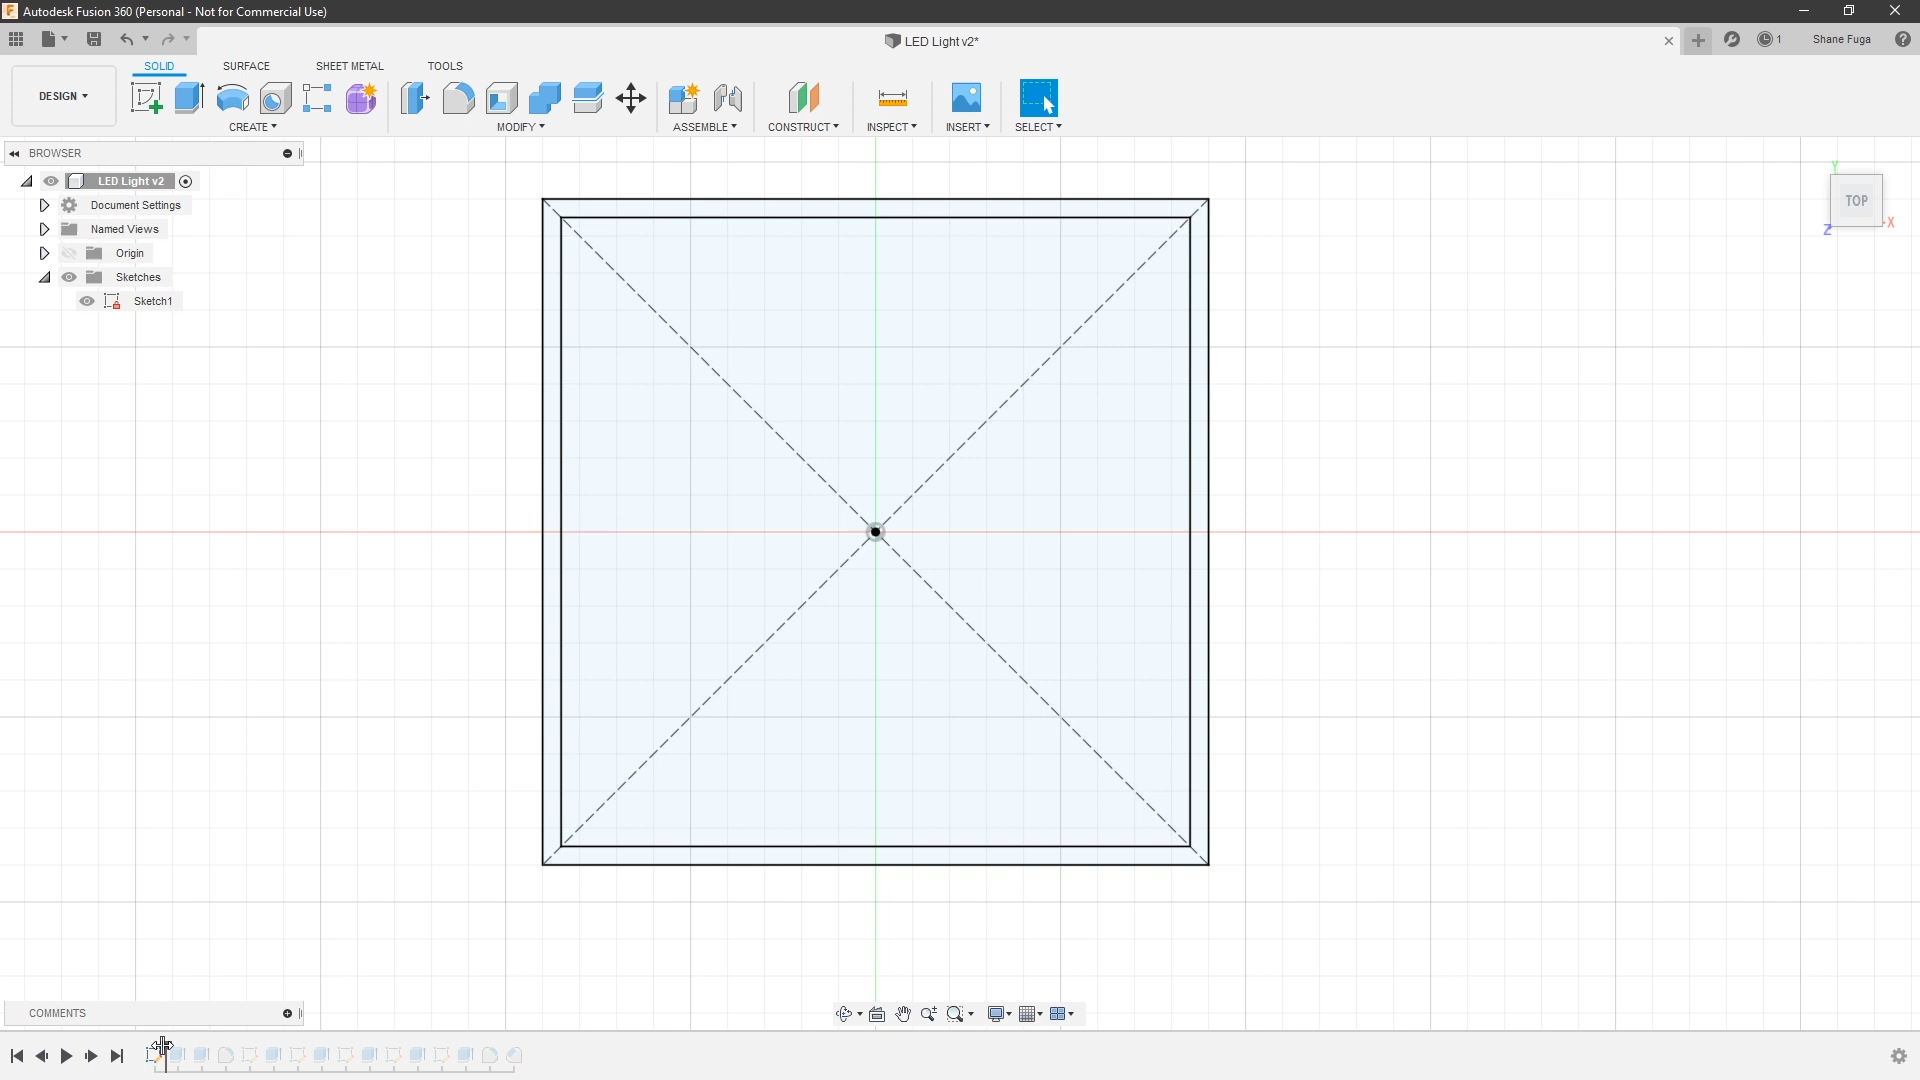 Autodesk Fusion 360 (Personal - Not for Commercial Use)
LED Light v2*
1
Shane Fuga
DESIGN
SOLID
SURFACE
SHEET METAL
TOOLS
CREATE
MODIFY
ASSEMBLE
CONSTRUCT
INSPECT
INSERT
SELECT
BROWSER
LED Light v2
Document Settings
Named Views
Origin
Sketches
Sketch1
Y
TOP
Z
X
COMMENTS